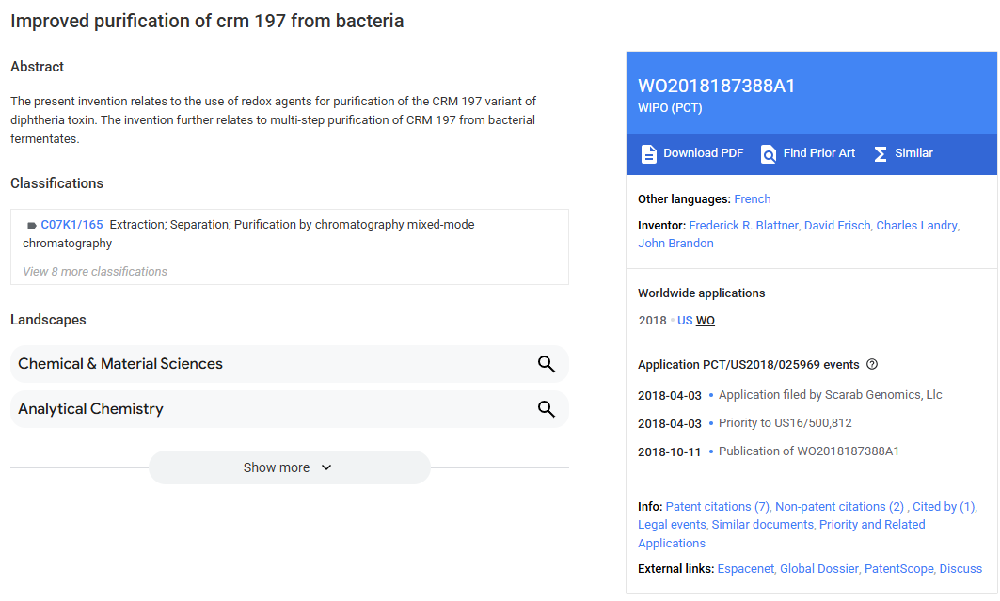 Improved purification of crm 197 from bacteria
Abstract
The present invention relates to the use of redox agents for purification of the CRM 197 variant of
diphtheria toxin. The invention further relates to multi-step purification of CRM 197 from bacterial
fermentates.
Classifications
C07K1/165 Extraction; Separation; Purification by chromatography mixed-mode
chromatography
View 8 more classifications
Landscapes
Chemical & Material Sciences
Analytical Chemistry
Show more
WO2018187388A1
WIPO (PCT)
Download PDF Find Prior Art Similar
Other languages: French
Inventor: Frederick R. Blattner, David Frisch, Charles Landry,
John Brandon
Worldwide applications
2018 • US WO
Application PCT/US2018/025969 events
2018-04-03 • Application filed by Scarab Genomics, Llc
2018-04-03 • Priority to US16/500,812
2018-10-11 • Publication of WO2018187388A1
Info: Patent citations (7), Non-patent citations (2) , Cited by (1),
Legal events, Similar documents, Priority and Related
Applications
External links: Espacenet, Global Dossier, PatentScope, Discuss